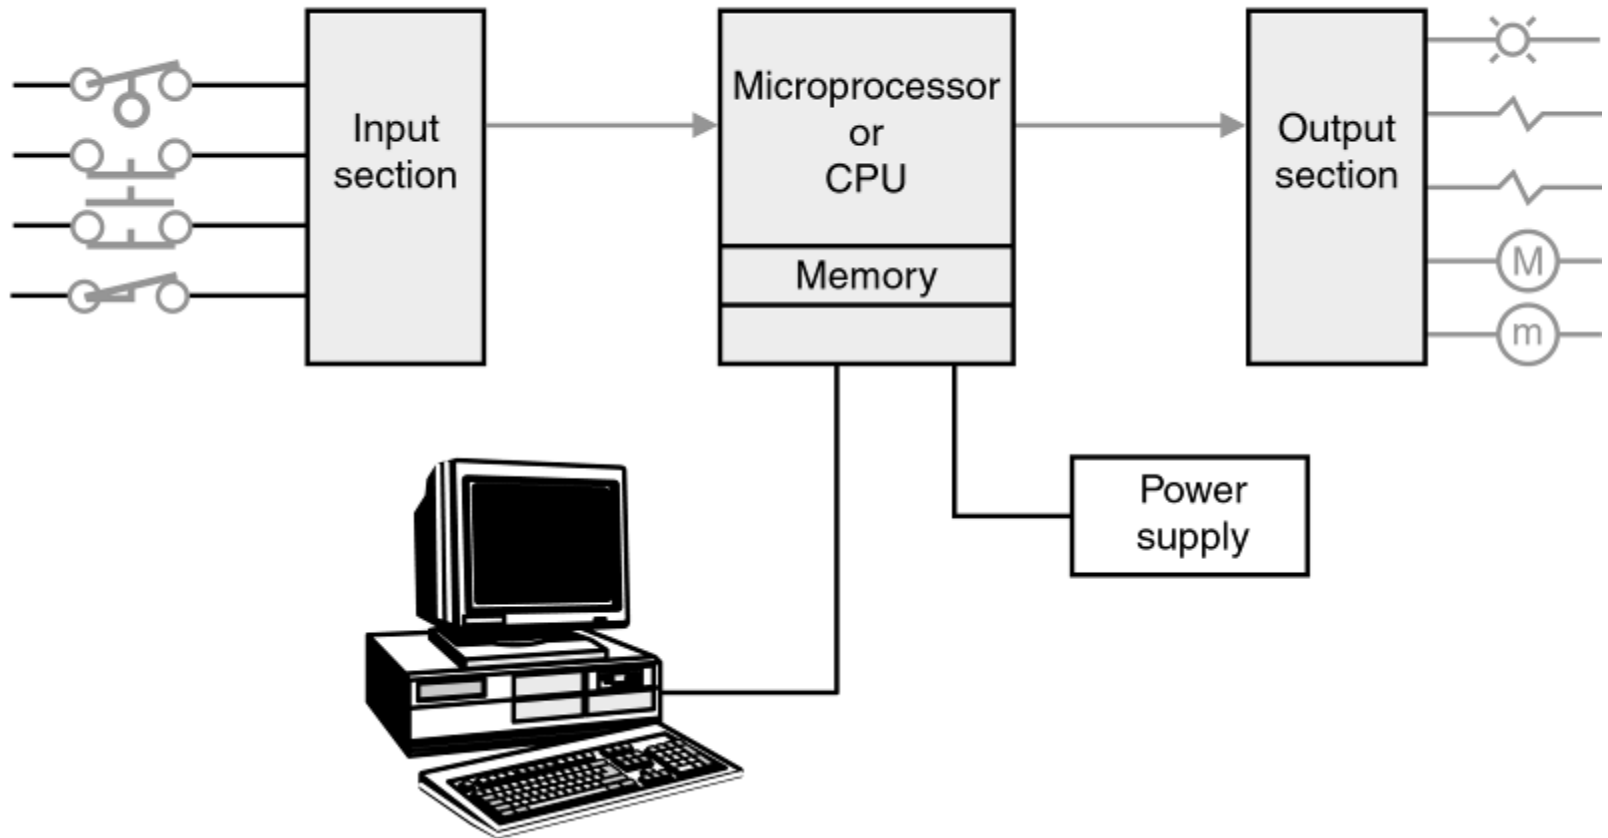 Input
section
Microprocessor
or
CPU
Memory
Output
section
M
m
Power
supply